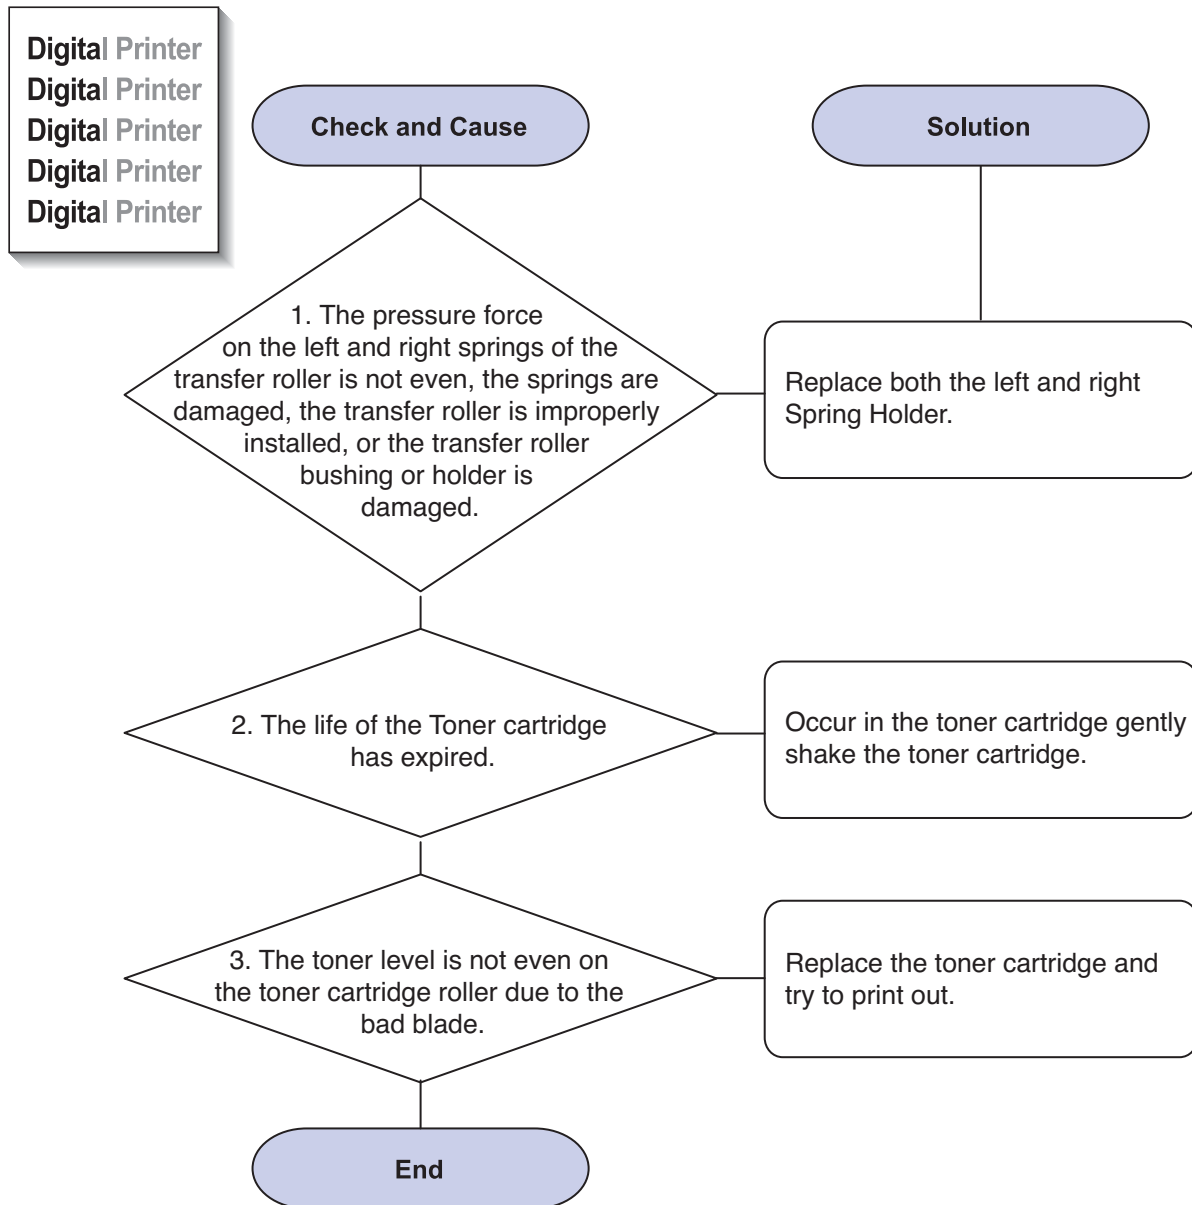 Digital Printer
Digital Printer
Digital Printer
Digital Printer
Digital Printer
Check and Cause
Solution
1. The pressure force
on the left and right springs of the
transfer roller is not even, the springs are
damaged, the transfer roller is improperly
installed, or the transfer roller
bushing or holder is
damaged.
Replace both the left and right
Spring Holder.
2. The life of the Toner cartridge
has expired.
Occur in the toner cartridge gently
shake the toner cartridge.
3. The toner level is not even on
the toner cartridge roller due to the
bad blade.
Replace the toner cartridge and
try to print out.
End